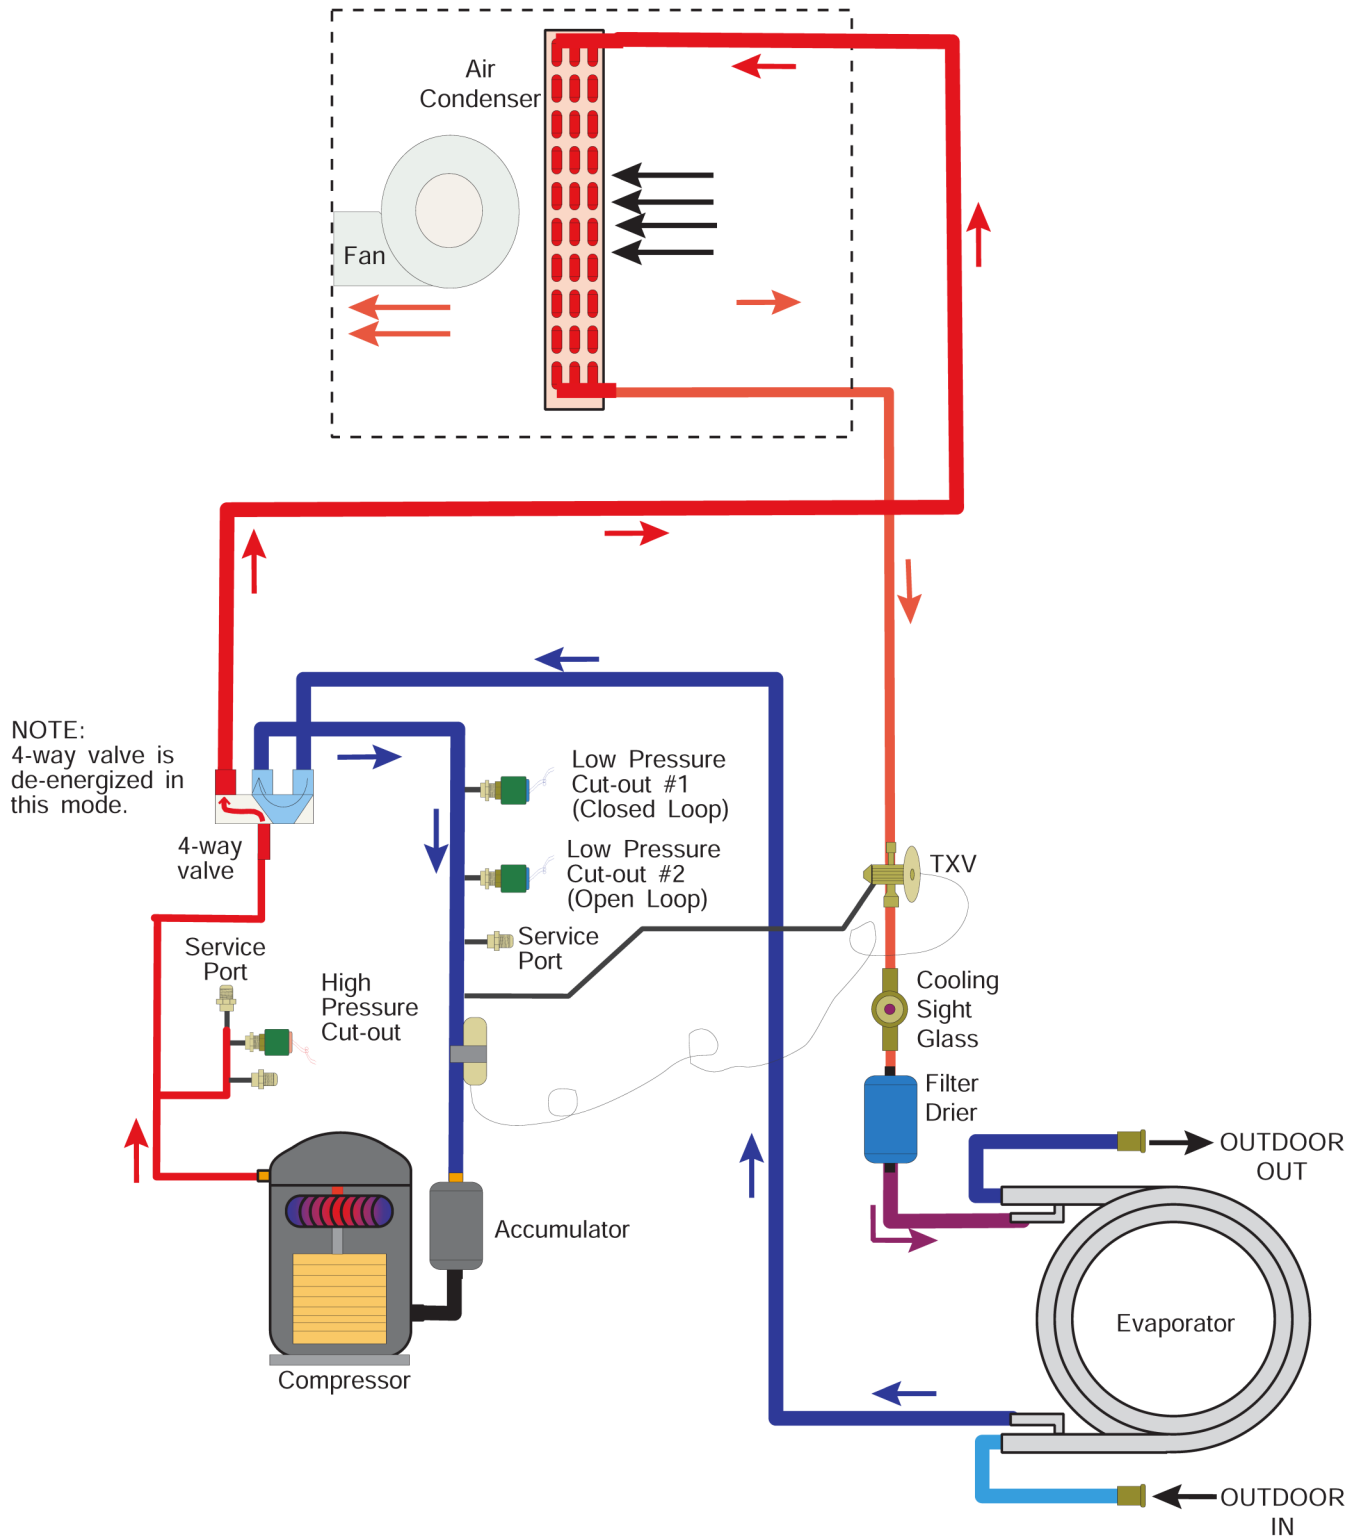 Air
Condenser
Fan
NOTE:
4-way valve is
de-energized in
this mode.
4-way
valve
Low Pressure
Cut-out #1
(Closed Loop)
Low Pressure
Cut-out #2
(Open Loop)
TXV
Service
Port
Service
Port
High
Pressure
Cut-out
Cooling
Sight
Glass
Filter
Drier
OUTDOOR
OUT
Accumulator
Evaporator
Compressor
OUTDOOR
IN